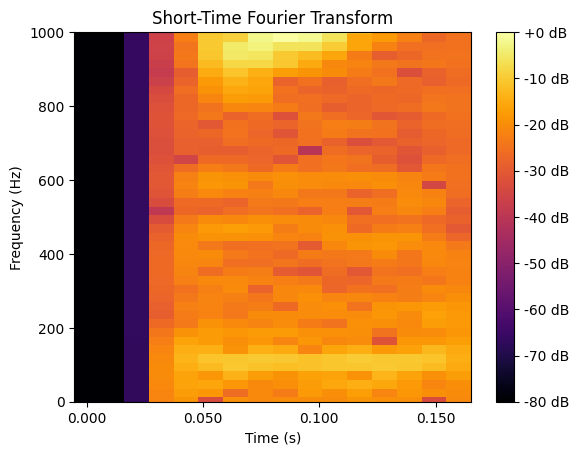 Short-Time Fourier Transform
1000
800
600
400
200
0
Frequency (Hz)
0.000
0.050
0.100
0.150
Time (s)
+0 dB
-10 dB
-20 dB
-30 dB
-40 dB
-50 dB
-60 dB
-70 dB
-80 dB